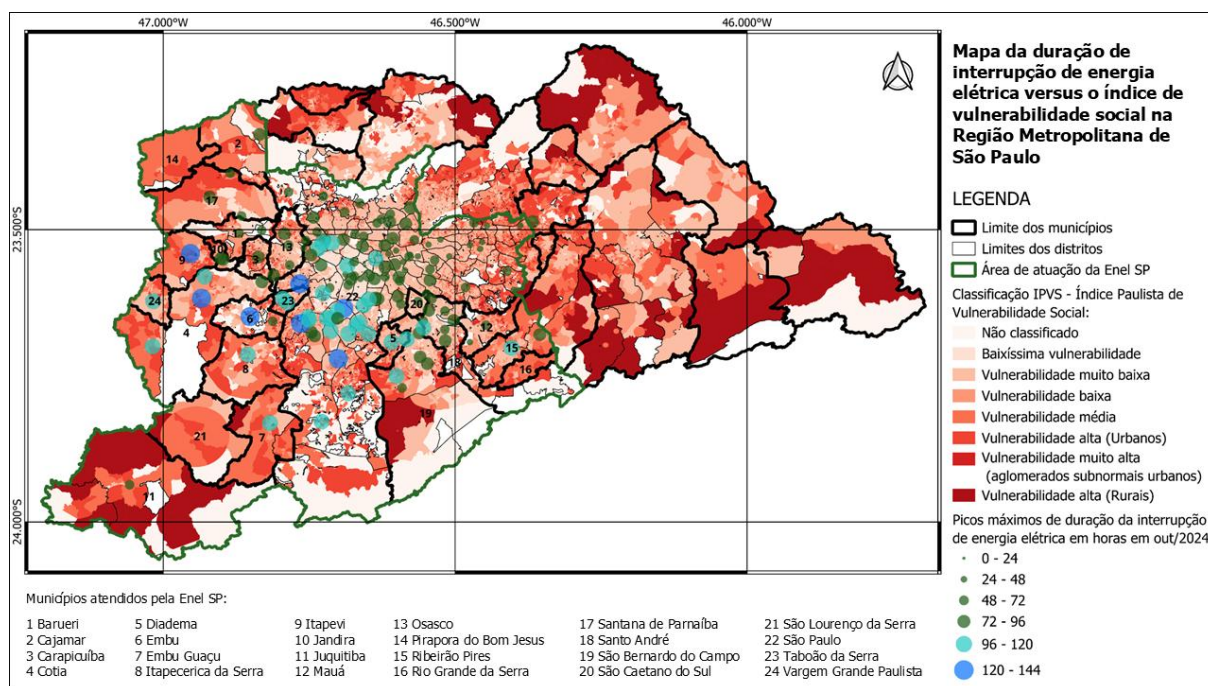 47.000°W
46.500°W
46.000°W
23.500°S
24.000°S
14
2
17
1
10
13
9
3
24
23
22
20
4
6
5
12
15
8
18
16
19
21
7
11
Mapa da duração de
interrupção de energia
elétrica versus o índice de
vulnerabilidade social na
Região Metropolitana de
São Paulo
LEGENDA
Limite dos municípios
Limites dos distritos
Área de atuação da Enel SP
Classificação IPVS - Índice Paulista de
Vulnerabilidade Social:
Não classificado
Baixíssima vulnerabilidade
Vulnerabilidade muito baixa
Vulnerabilidade baixa
Vulnerabilidade média
Vulnerabilidade alta (Urbanos)
Vulnerabilidade muito alta
(aglomerados subnormais urbanos)
Vulnerabilidade alta (Rurais)
Picos máximos de duração da interrupção
de energia elétrica em horas em out/2024
0 - 24
24 - 48
48 - 72
72 - 96
96 - 120
120 - 144
Municípios atendidos pela Enel SP:
1 Barueri
2 Cajamar
3 Carapicuíba
4 Cotia
5 Diadema
6 Embu
7 Embu Guaçu
8 Itapecerica da Serra
9 Itapevi
10 Jandira
11 Juquitiba
12 Mauá
13 Osasco
14 Pirapora do Bom Jesus
15 Ribeirão Pires
16 Rio Grande da Serra
17 Santana de Parnaíba
18 Santo André
19 São Bernardo do Campo
20 São Caetano do Sul
21 São Lourenço da Serra
22 São Paulo
23 Taboão da Serra
24 Vargem Grande Paulista